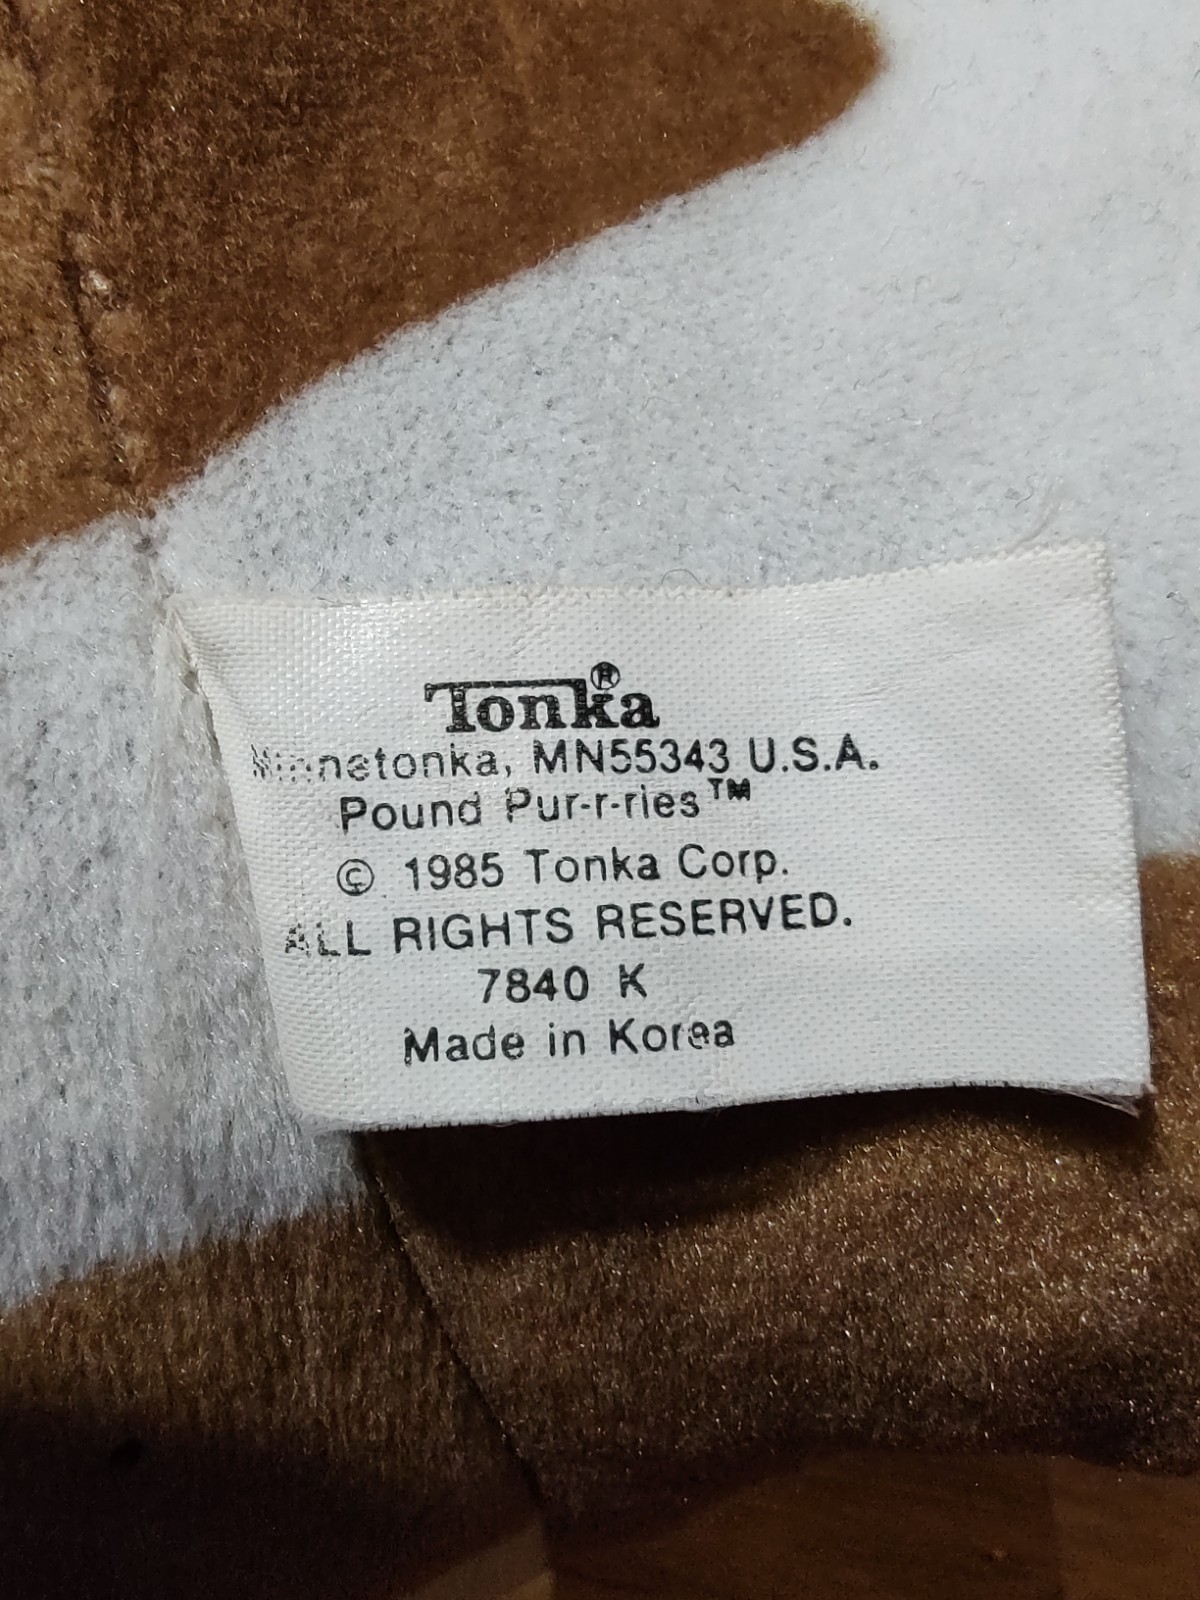 Tonka®
Minnetonka, MN55343 U.S.A.
Pound Pur-r-ries™
© 1985 Tonka Corp.
ALL RIGHTS RESERVED.
7840 K
Made in Korea